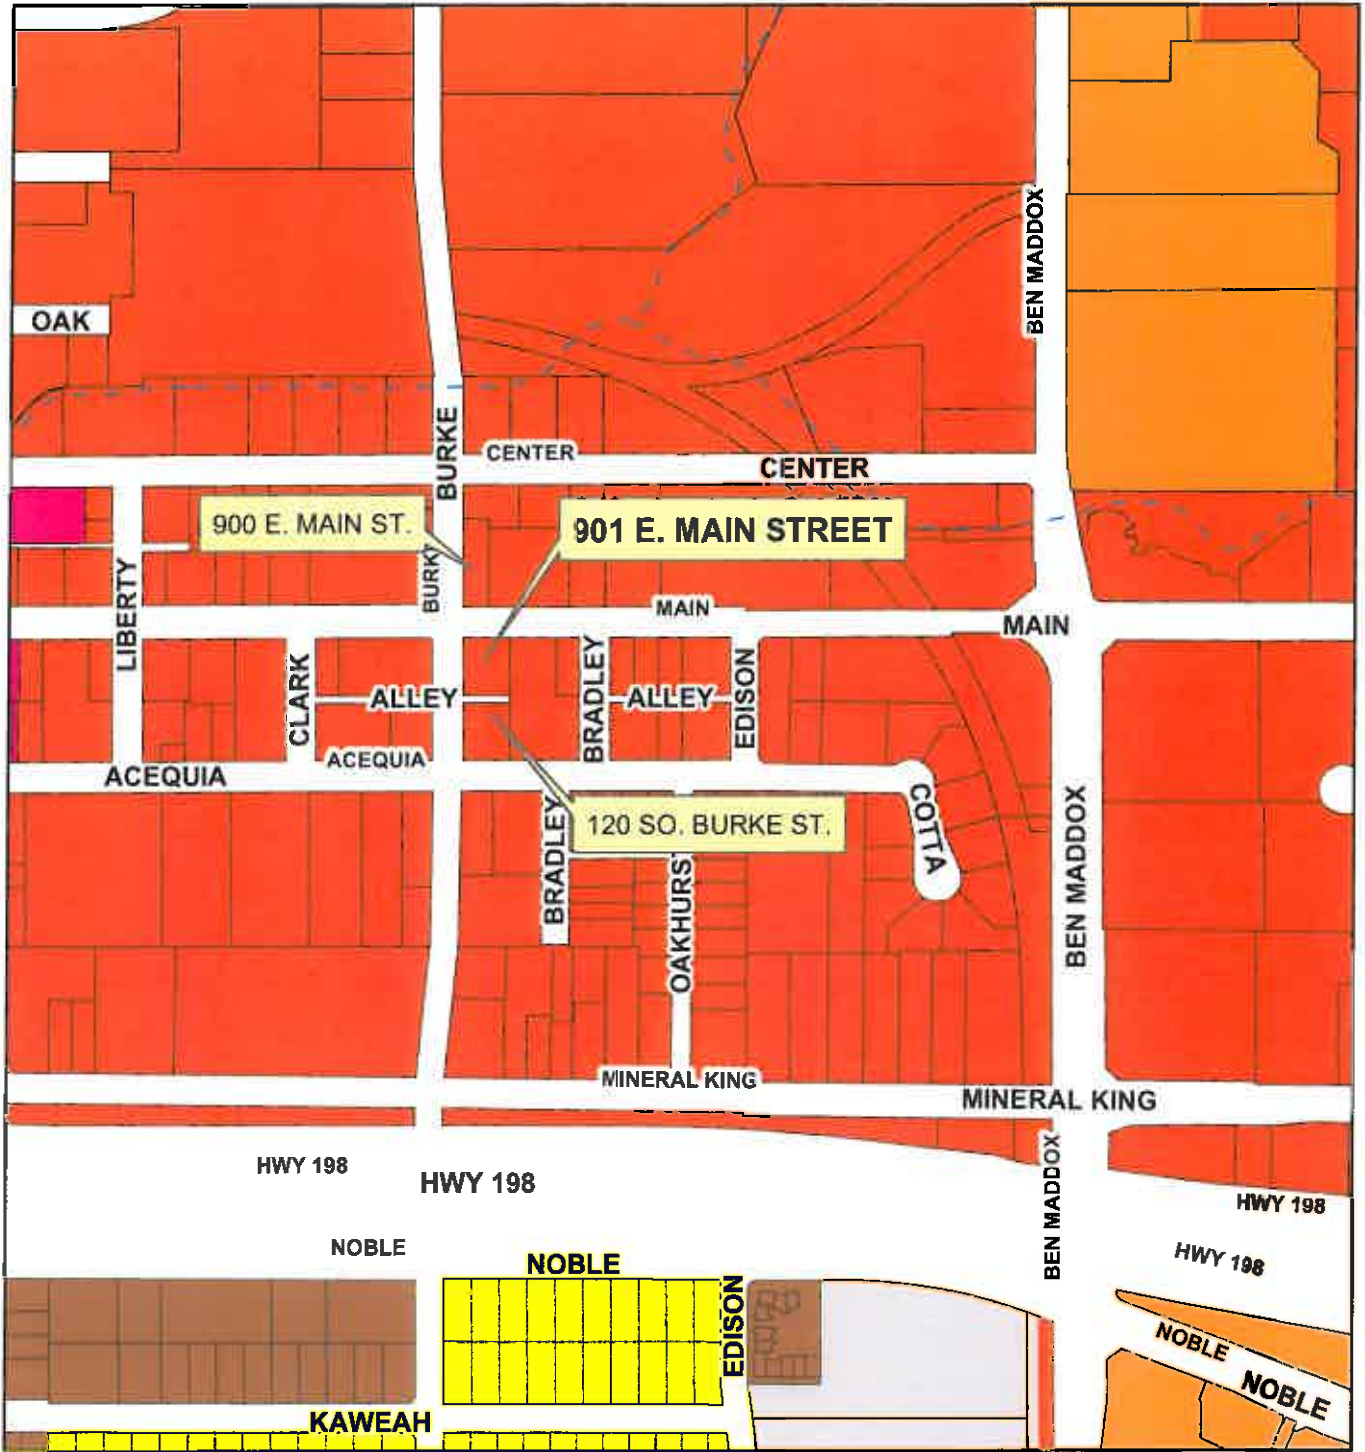 BEN MADDOX
OAK
BURKE
CENTER
CENTER
900 E. MAIN ST.
901 E. MAIN STREET
LIBERTY
MAIN
MAIN
CLARK
ALLEY
BRADLEY
ALLEY
EDISON
ACEQUIA
ACEQUIA
120 SO. BURKE ST.
BRADLEY
COTTA
BEN MADDOX
MINERAL KING
MINERAL KING
HWY 198
HWY 198
BEN MADDOX
HWY 198
HWY 198
NOBLE
NOBLE
EDISON
NOBLE
NOBLE
KAWEAH